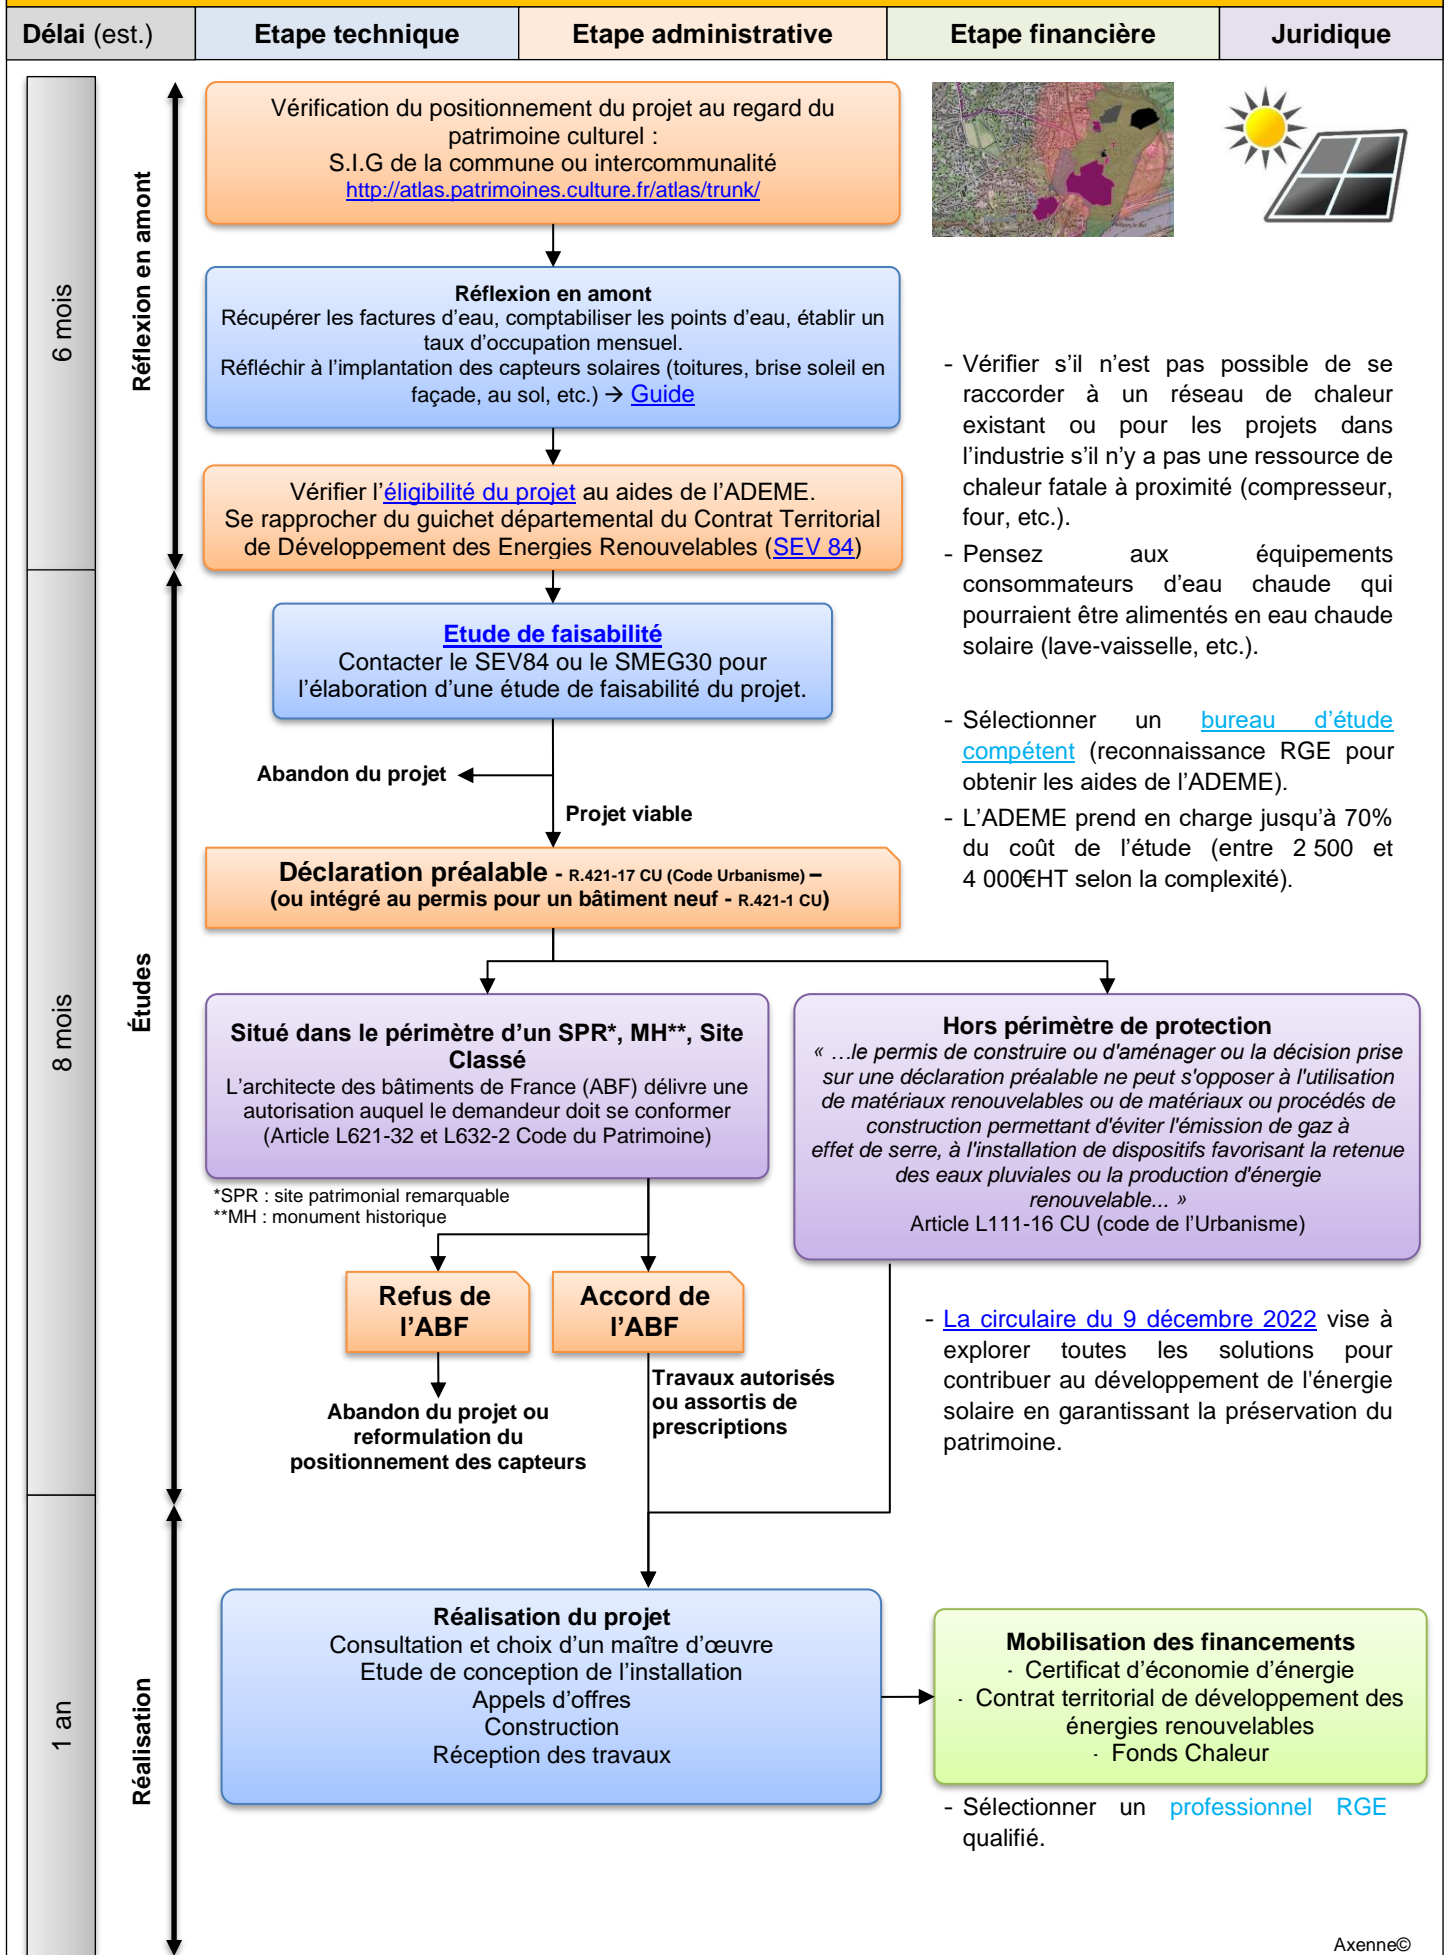 Délai (est.)
Etape technique
Etape administrative
Etape financière
Juridique
6 mois
Réflexion en amont
Vérification du positionnement du projet au regard du
patrimoine culturel :
S.I.G de la commune ou intercommunalité
http://atlas.patrimoines.culture.fr/atlas/trunk/
Réflexion en amont
Récupérer les factures d'eau, comptabiliser les points d'eau, établir un
taux d'occupation mensuel.
Réfléchir à l'implantation des capteurs solaires (toitures, brise soleil en
façade, au sol, etc.) → Guide
Vérifier l'éligibilité du projet au aides de l'ADEME.
Se rapprocher du guichet départemental du Contrat Territorial
de Développement des Energies Renouvelables (SEV 84)
- Vérifier s'il n'est pas possible de se
raccorder à un réseau de chaleur
existant ou pour les projets dans
l'industrie s'il n'y a pas une ressource de
chaleur fatale à proximité (compresseur,
four, etc.).
- Pensez aux équipements
consommateurs d'eau chaude qui
pourraient être alimentés en eau chaude
solaire (lave-vaisselle, etc.).
8 mois
Études
Etude de faisabilité
Contacter le SEV84 ou le SMEG30 pour
l'élaboration d'une étude de faisabilité du projet.
Abandon du projet
Projet viable
- Sélectionner un bureau d'étude
compétent (reconnaissance RGE pour
obtenir les aides de l'ADEME).
- L'ADEME prend en charge jusqu'à 70%
du coût de l'étude (entre 2 500 et
4 000€HT selon la complexité).
Déclaration préalable - R.421-17 CU (Code Urbanisme) –
(ou intégré au permis pour un bâtiment neuf - R.421-1 CU)
Situé dans le périmètre d'un SPR*, MH**, Site
Classé
L'architecte des bâtiments de France (ABF) délivre une
autorisation auquel le demandeur doit se conformer
(Article L621-32 et L632-2 Code du Patrimoine)
*SPR : site patrimonial remarquable
**MH : monument historique
Hors périmètre de protection
« …le permis de construire ou d'aménager ou la décision prise
sur une déclaration préalable ne peut s'opposer à l'utilisation
de matériaux renouvelables ou de matériaux ou procédés de
construction permettant d'éviter l'émission de gaz à
effet de serre, à l'installation de dispositifs favorisant la retenue
des eaux pluviales ou la production d'énergie
renouvelable... »
Article L111-16 CU (code de l'Urbanisme)
Refus de
l'ABF
Accord de
l'ABF
Abandon du projet ou
reformulation du
positionnement des capteurs
Travaux autorisés
ou assortis de
prescriptions
- La circulaire du 9 décembre 2022 vise à
explorer toutes les solutions pour
contribuer au développement de l'énergie
solaire en garantissant la préservation du
patrimoine.
1 an
Réalisation
Réalisation du projet
Consultation et choix d'un maître d'œuvre
Etude de conception de l'installation
Appels d'offres
Construction
Réception des travaux
Mobilisation des financements
- Certificat d'économie d'énergie
- Contrat territorial de développement des
énergies renouvelables
- Fonds Chaleur
- Sélectionner un professionnel RGE
qualifié.
Axenne©